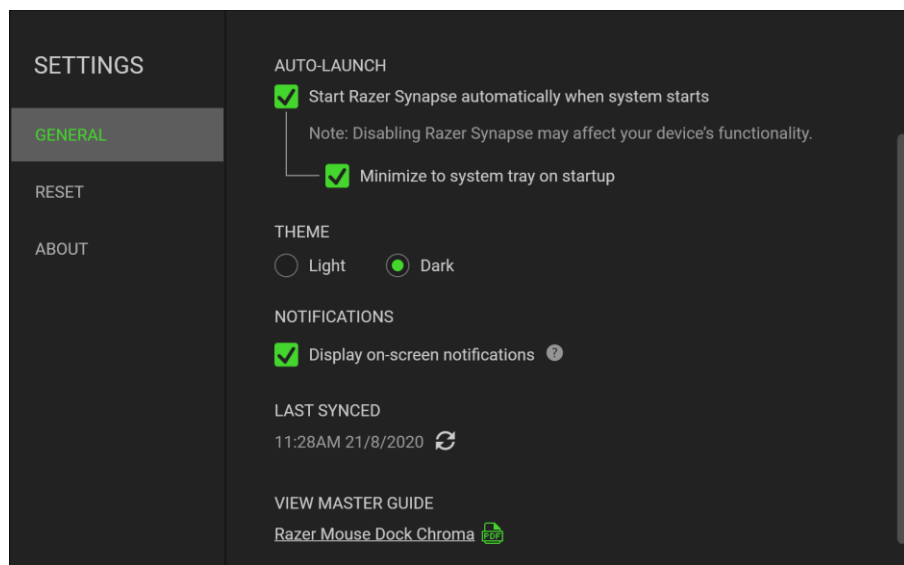 SETTINGS
GENERAL
RESET
ABOUT
AUTO-LAUNCH
Start Razer Synapse automatically when system starts
Note: Disabling Razer Synapse may affect your device’s functionality.
Minimize to system tray on startup
THEME
Light Dark
NOTIFICATIONS
Display on-screen notifications ?
LAST SYNCED
11:28AM 21/8/2020
VIEW MASTER GUIDE
Razer Mouse Dock Chroma PDF